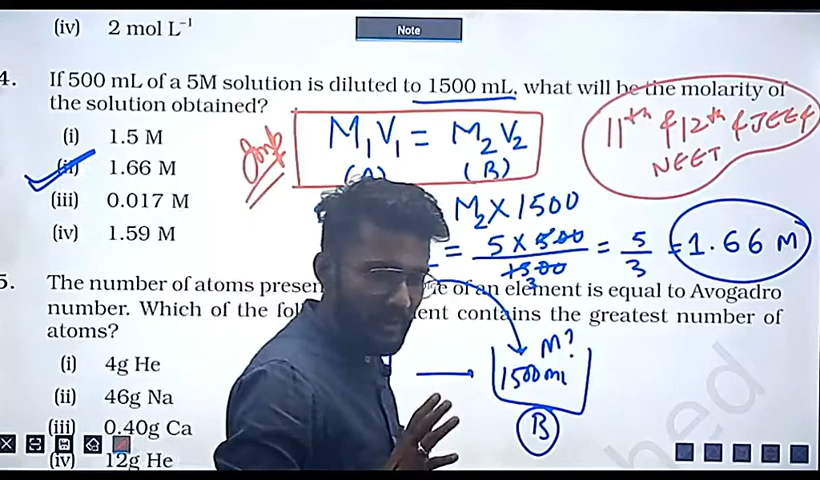 (iv) 2 mol L⁻¹
Note
4. If 500 mL of a 5M solution is diluted to 1500 mL, what will be the molarity of
the solution obtained?
(i) 1.5 M
(ii) 1.66 M
(iii) 0.017 M
(iv) 1.59 M
Imp
M₁V₁ = M₂V₂
(A) (B)
11th & 12th & JEE &
NEET
M₂ X 1500
= 5 X 500 / 1500 = 5/3 = 1.66 M
3
5. The number of atoms presen of an element is equal to Avogadro
number. Which of the ent contains the greatest number of
atoms?
(i) 4g He
(ii) 46g Na
(iii) 0.40g Ca
(iv) 12g He
M?
1500 mL
B